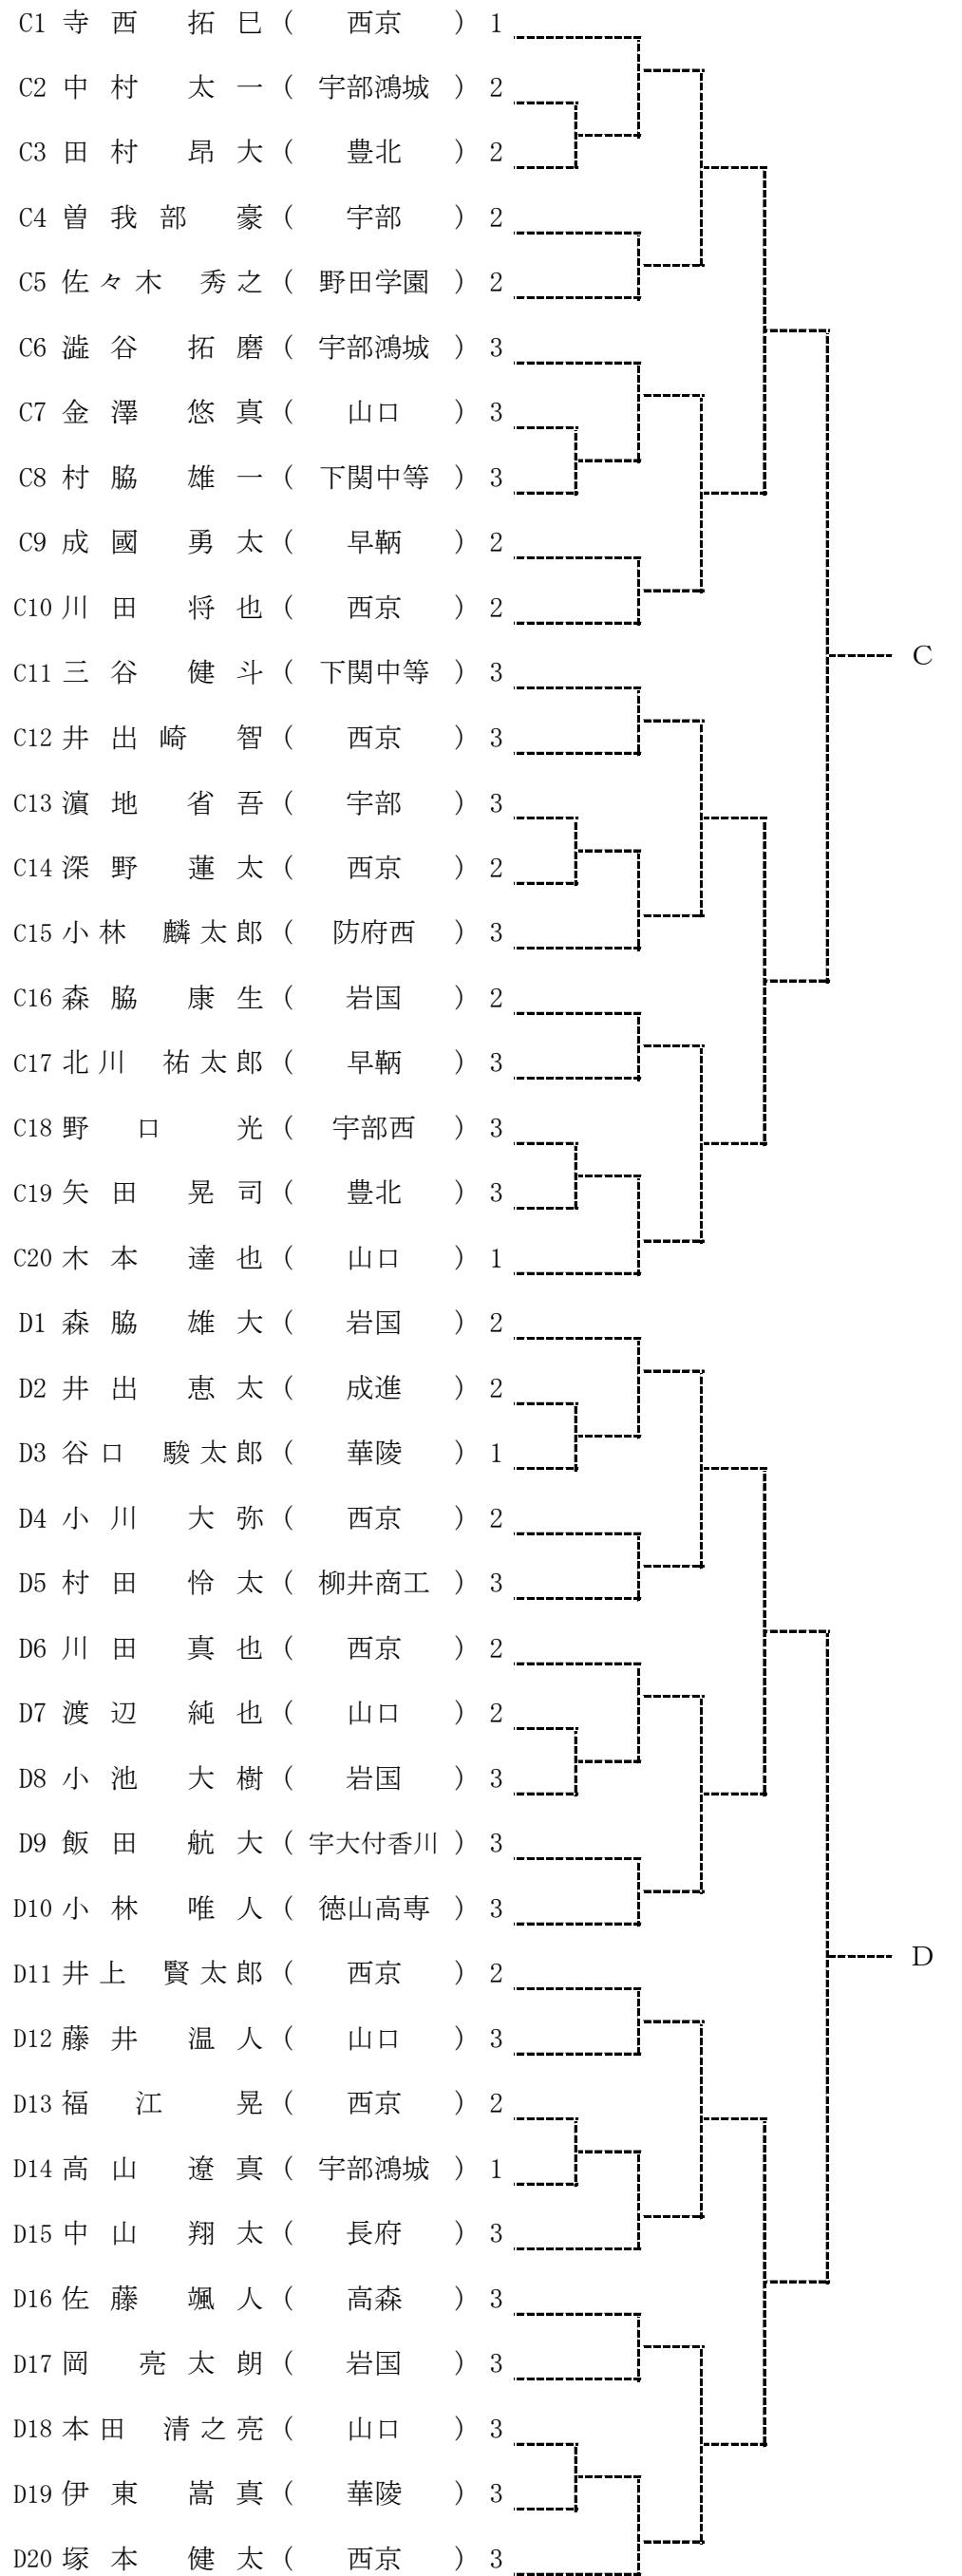 C1 寺西 拓巳 ( 西京 ) 1
C2 中村 太一 ( 宇部鴻城 ) 2
C3 田村 昂大 ( 豊北 ) 2
C4 曽我部 豪 ( 宇部 ) 2
C5 佐々木 秀之 ( 野田学園 ) 2
C6 澁谷 拓磨 ( 宇部鴻城 ) 3
C7 金澤 悠真 ( 山口 ) 3
C8 村脇 雄一 ( 下関中等 ) 3
C9 成國 勇太 ( 早鞆 ) 2
C10 川田 将也 ( 西京 ) 2
C11 三谷 健斗 ( 下関中等 ) 3
C
C12 井出崎 智 ( 西京 ) 3
C13 濵地 省吾 ( 宇部 ) 3
C14 深野 蓮太 ( 西京 ) 2
C15 小林 麟太郎 ( 防府西 ) 3
C16 森脇 康生 ( 岩国 ) 2
C17 北川 祐太郎 ( 早鞆 ) 3
C18 野口 光 ( 宇部西 ) 3
C19 矢田 晃司 ( 豊北 ) 3
C20 木本 達也 ( 山口 ) 1
D1 森脇 雄大 ( 岩国 ) 2
D2 井出 恵太 ( 成進 ) 2
D3 谷口 駿太郎 ( 華陵 ) 1
D4 小川 大弥 ( 西京 ) 2
D5 村田 怜太 ( 柳井商工 ) 3
D6 川田 真也 ( 西京 ) 2
D7 渡辺 純也 ( 山口 ) 2
D8 小池 大樹 ( 岩国 ) 3
D9 飯田 航大 ( 宇大付香川 ) 3
D10 小林 唯人 ( 徳山高専 ) 3
D
D11 井上 賢太郎 ( 西京 ) 2
D12 藤井 温人 ( 山口 ) 3
D13 福江 晃 ( 西京 ) 2
D14 高山 遼真 ( 宇部鴻城 ) 1
D15 中山 翔太 ( 長府 ) 3
D16 佐藤 颯人 ( 高森 ) 3
D17 岡 亮太朗 ( 岩国 ) 3
D18 本田 清之亮 ( 山口 ) 3
D19 伊東 嵩真 ( 華陵 ) 3
D20 塚本 健太 ( 西京 ) 3